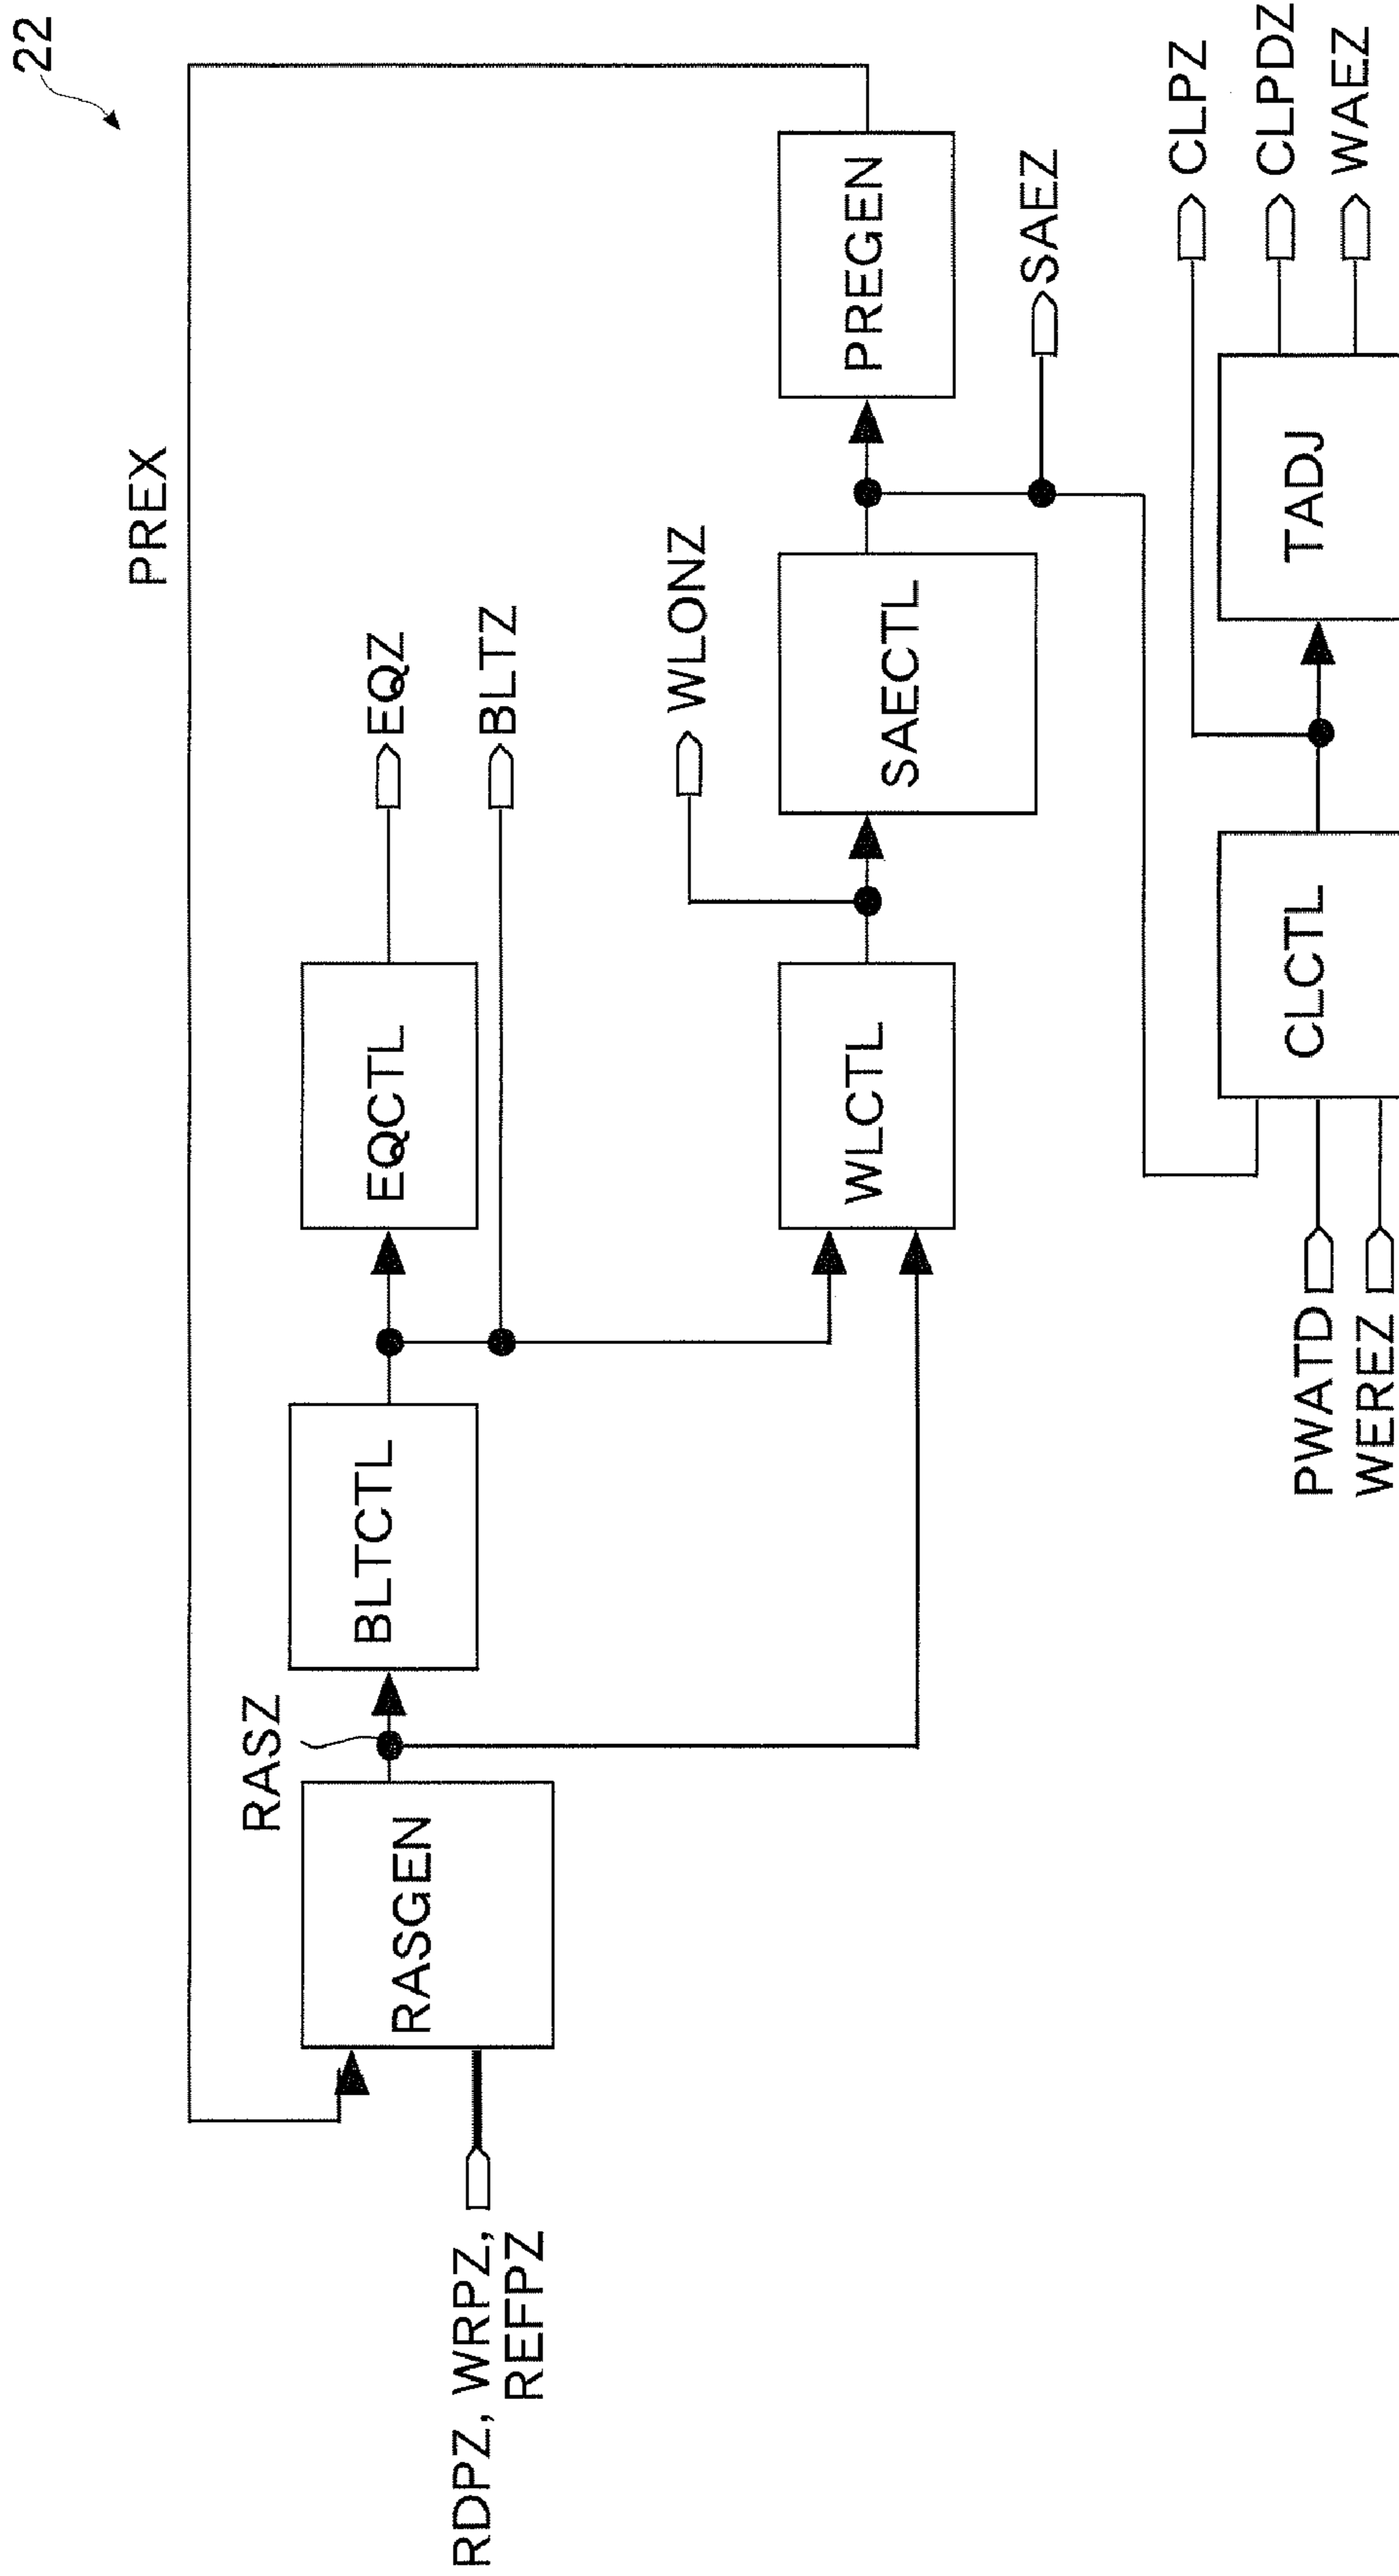 22
PREX
RASZ
EQZ
BLTZ
RASGEN
BLTCTL
EQCTL
RDPZ, WRPZ,
REFPZ
WLONZ
WLCTL
SAECTL
PREGEN
SAEZ
CLPZ
CLPDZ
WAEZ
PWATD
WEREZ
CLCTL
TADJ